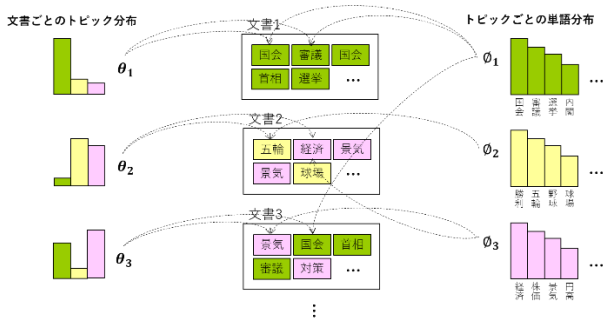 文書ごとのトピック分布
トピックごとの単語分布
文書1
国会 審議 国会
首相 選挙 …
θ1
∅1
国会 審議 選挙 内閣 …
文書2
五輪 経済 景気
景気 球場 …
θ2
∅2
勝利 五輪 野球 球場 …
文書3
景気 国会 首相
審議 対策 …
θ3
∅3
経済 株価 景気 円高 …
⋮